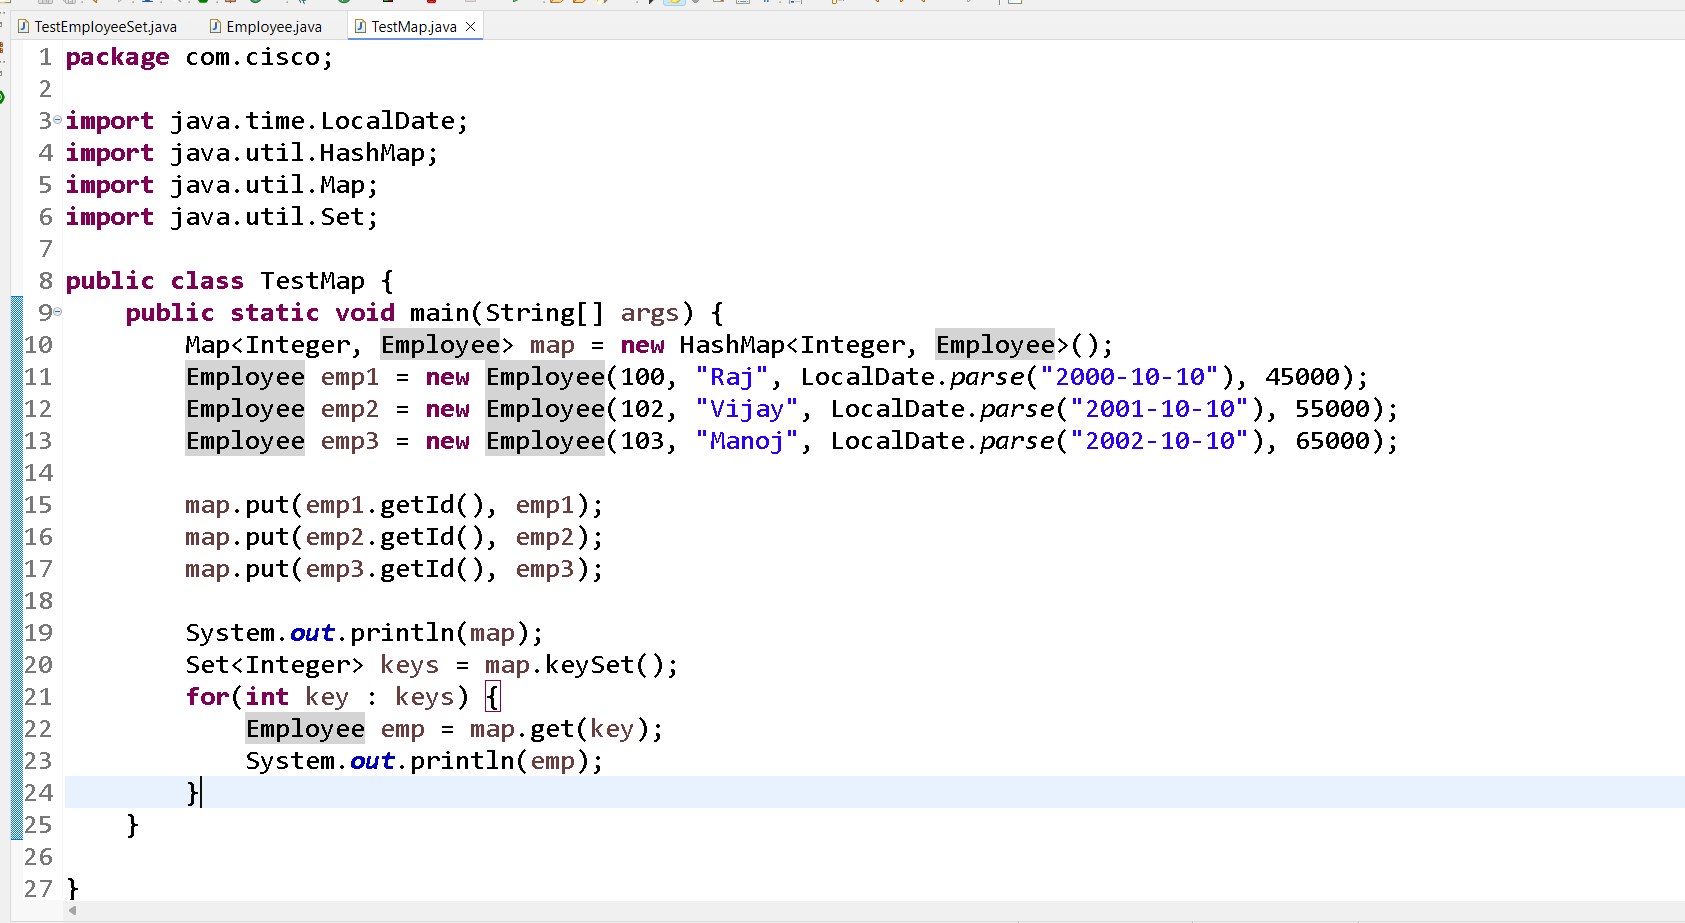 TestEmployeeSet.java Employee.java TestMap.java
1 package com.cisco;
2
3 import java.time.LocalDate;
4 import java.util.HashMap;
5 import java.util.Map;
6 import java.util.Set;
7
8 public class TestMap {
9     public static void main(String[] args) {
10         Map<Integer, Employee> map = new HashMap<Integer, Employee>();
11         Employee emp1 = new Employee(100, "Raj", LocalDate.parse("2000-10-10"), 45000);
12         Employee emp2 = new Employee(102, "Vijay", LocalDate.parse("2001-10-10"), 55000);
13         Employee emp3 = new Employee(103, "Manoj", LocalDate.parse("2002-10-10"), 65000);
14
15         map.put(emp1.getId(), emp1);
16         map.put(emp2.getId(), emp2);
17         map.put(emp3.getId(), emp3);
18
19         System.out.println(map);
20         Set<Integer> keys = map.keySet();
21         for(int key : keys) {
22             Employee emp = map.get(key);
23             System.out.println(emp);
24         }
25     }
26
27 }